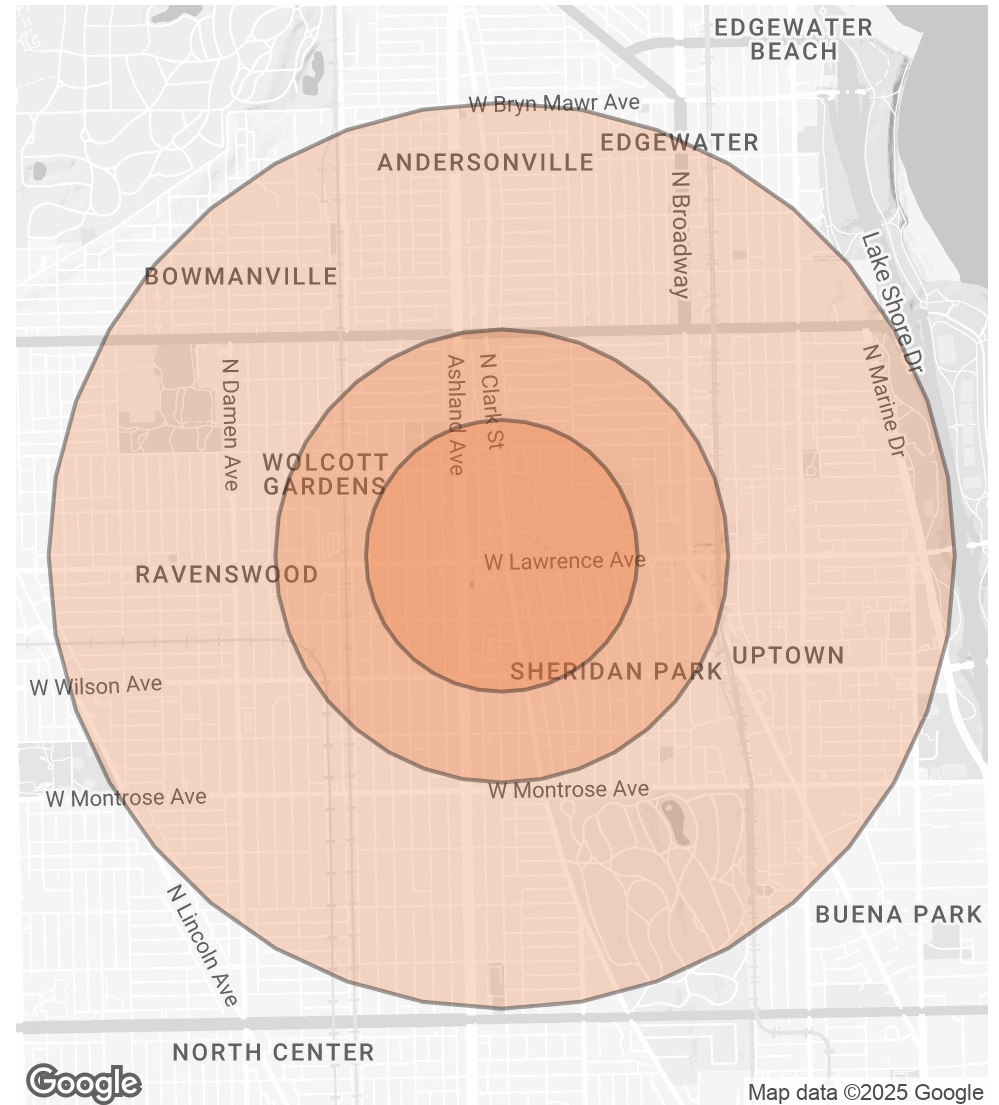 EDGEWATER
BEACH
W Bryn Mawr Ave
EDGEWATER
ANDERSONVILLE
N Broadway
BOWMANVILLE
Lake Shore Dr
N Marine Dr
N Damen Ave
Ashland Ave
N Clark St
WOLCOTT
GARDENS
W Lawrence Ave
RAVENSWOOD
UPTOWN
SHERIDAN PARK
W Wilson Ave
W Montrose Ave
W Montrose Ave
N Lincoln Ave
BUENA PARK
NORTH CENTER
Google
Map data ©2025 Google